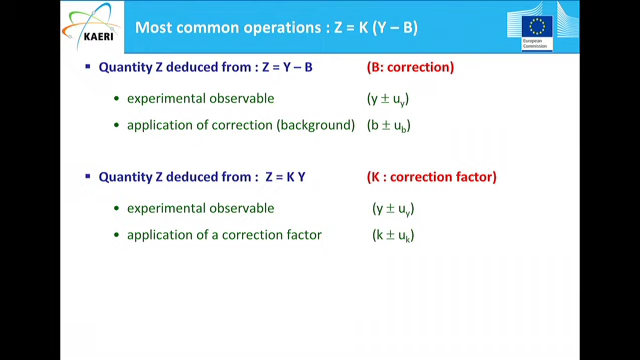 KAERI
Most common operations : Z = K (Y – B)
European
Commission
▪ Quantity Z deduced from : Z = Y – B (B: correction)
• experimental observable (y ± uy)
• application of correction (background) (b ± ub)
▪ Quantity Z deduced from : Z = K Y (K : correction factor)
• experimental observable (y ± uy)
• application of a correction factor (k ± uk)